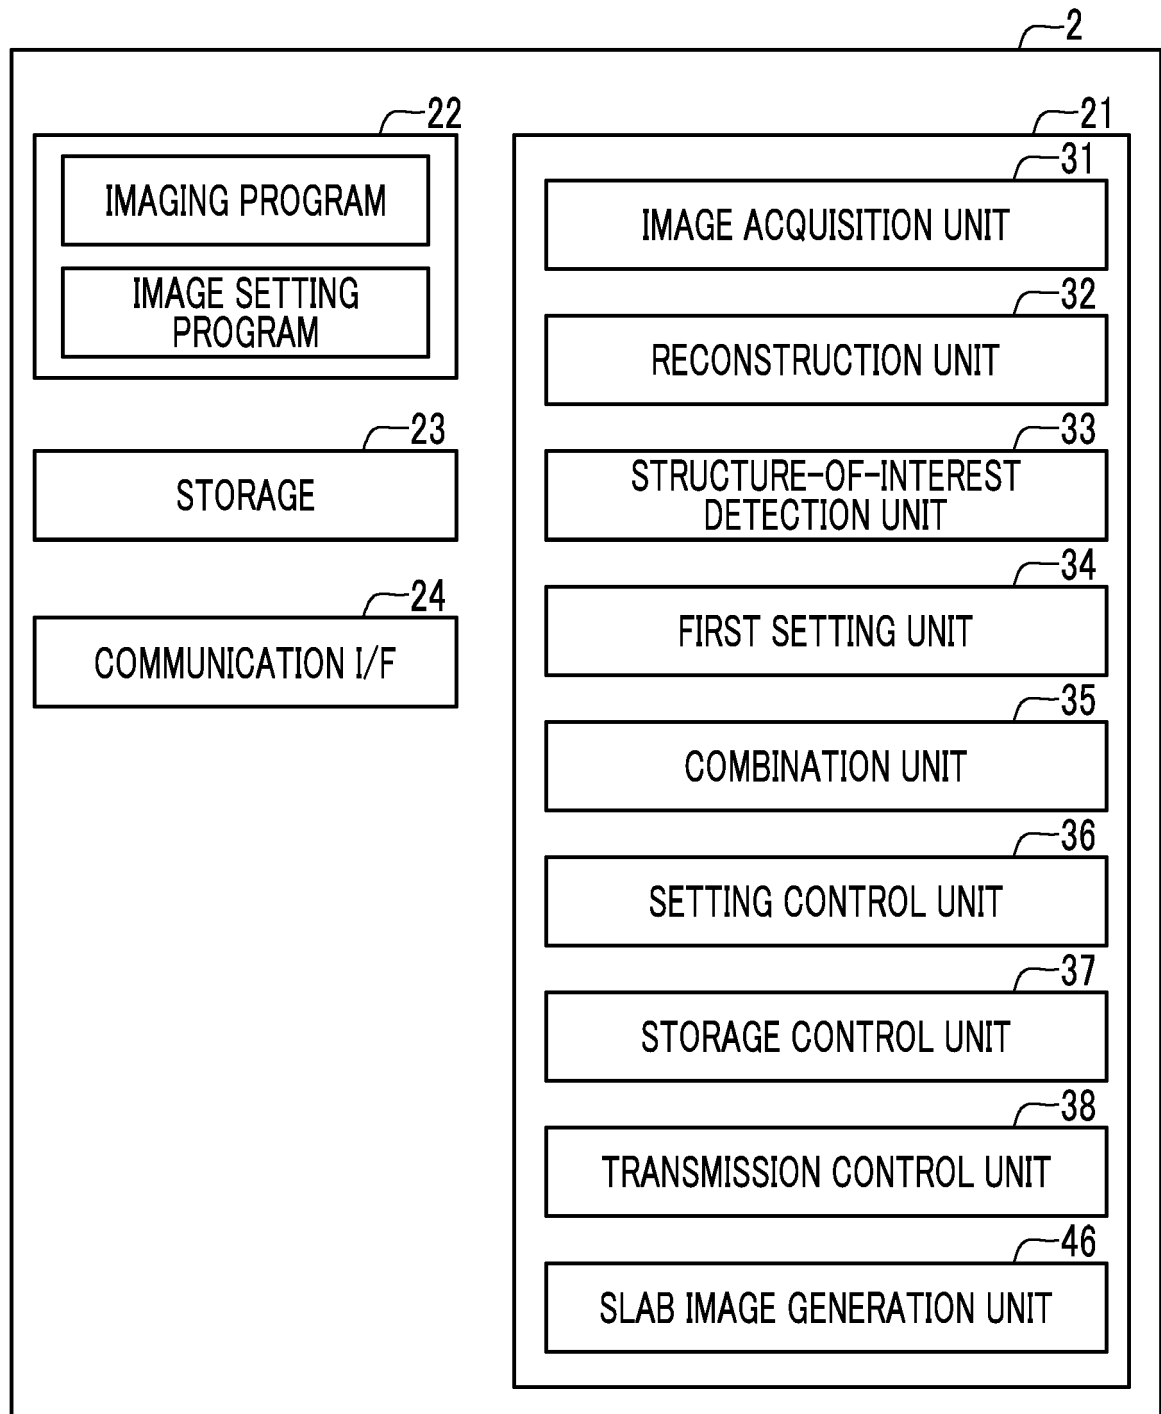 2
22
IMAGING PROGRAM
IMAGE SETTING
PROGRAM
23
STORAGE
24
COMMUNICATION I/F
21
31
IMAGE ACQUISITION UNIT
32
RECONSTRUCTION UNIT
33
STRUCTURE-OF-INTEREST
DETECTION UNIT
34
FIRST SETTING UNIT
35
COMBINATION UNIT
36
SETTING CONTROL UNIT
37
STORAGE CONTROL UNIT
38
TRANSMISSION CONTROL UNIT
46
SLAB IMAGE GENERATION UNIT